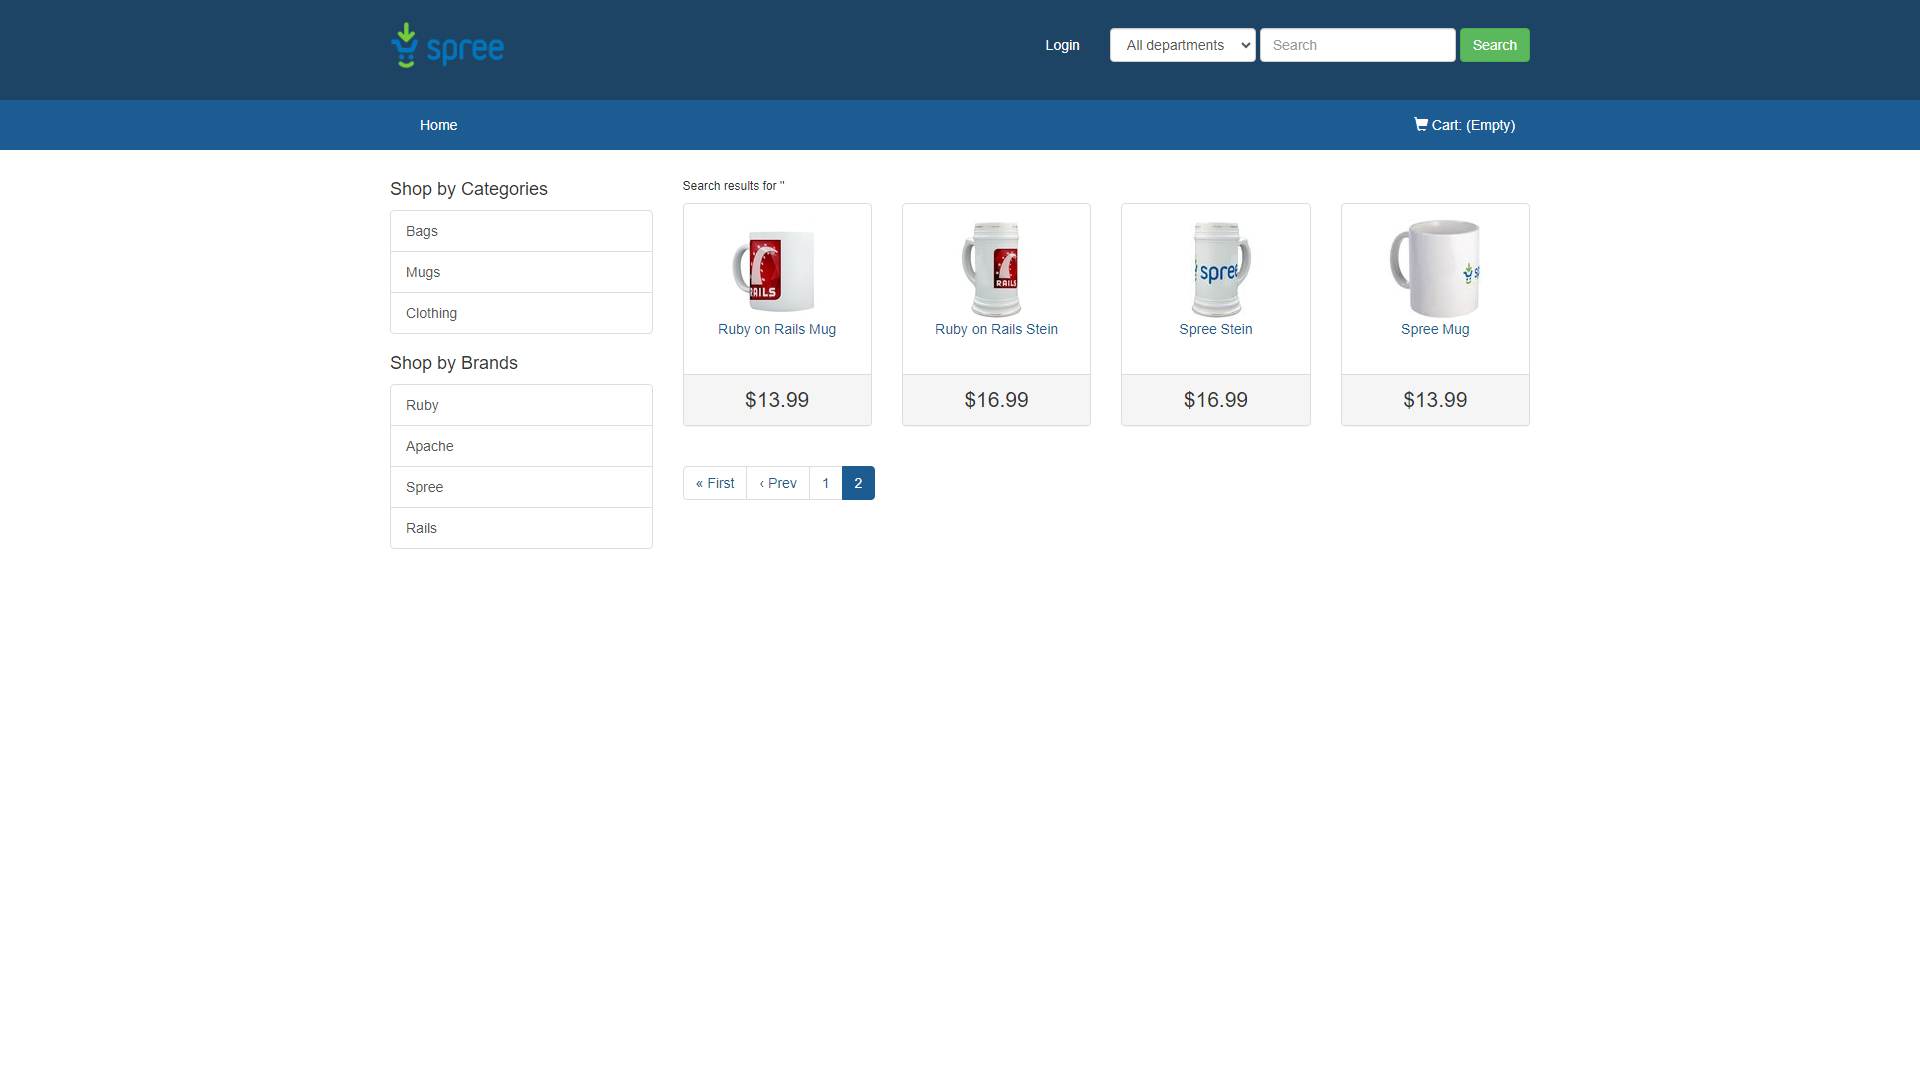 spree
Login
All departments
Search
Search
Home
Cart: (Empty)
Shop by Categories
Bags
Mugs
Clothing
Shop by Brands
Ruby
Apache
Spree
Rails
Search results for ''
RAILS
Ruby on Rails Mug
$13.99
RAILS
Ruby on Rails Stein
$16.99
spree
Spree Stein
$16.99
Spree Mug
$13.99
« First
‹ Prev
1
2